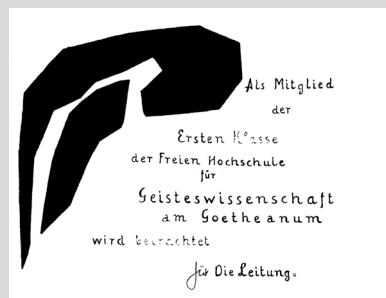 Als Mitglied
der
Ersten Klasse
der Freien Hochschule
für
Geisteswissenschaft
am Goetheanum
wird betrachtet
für Die Leitung: